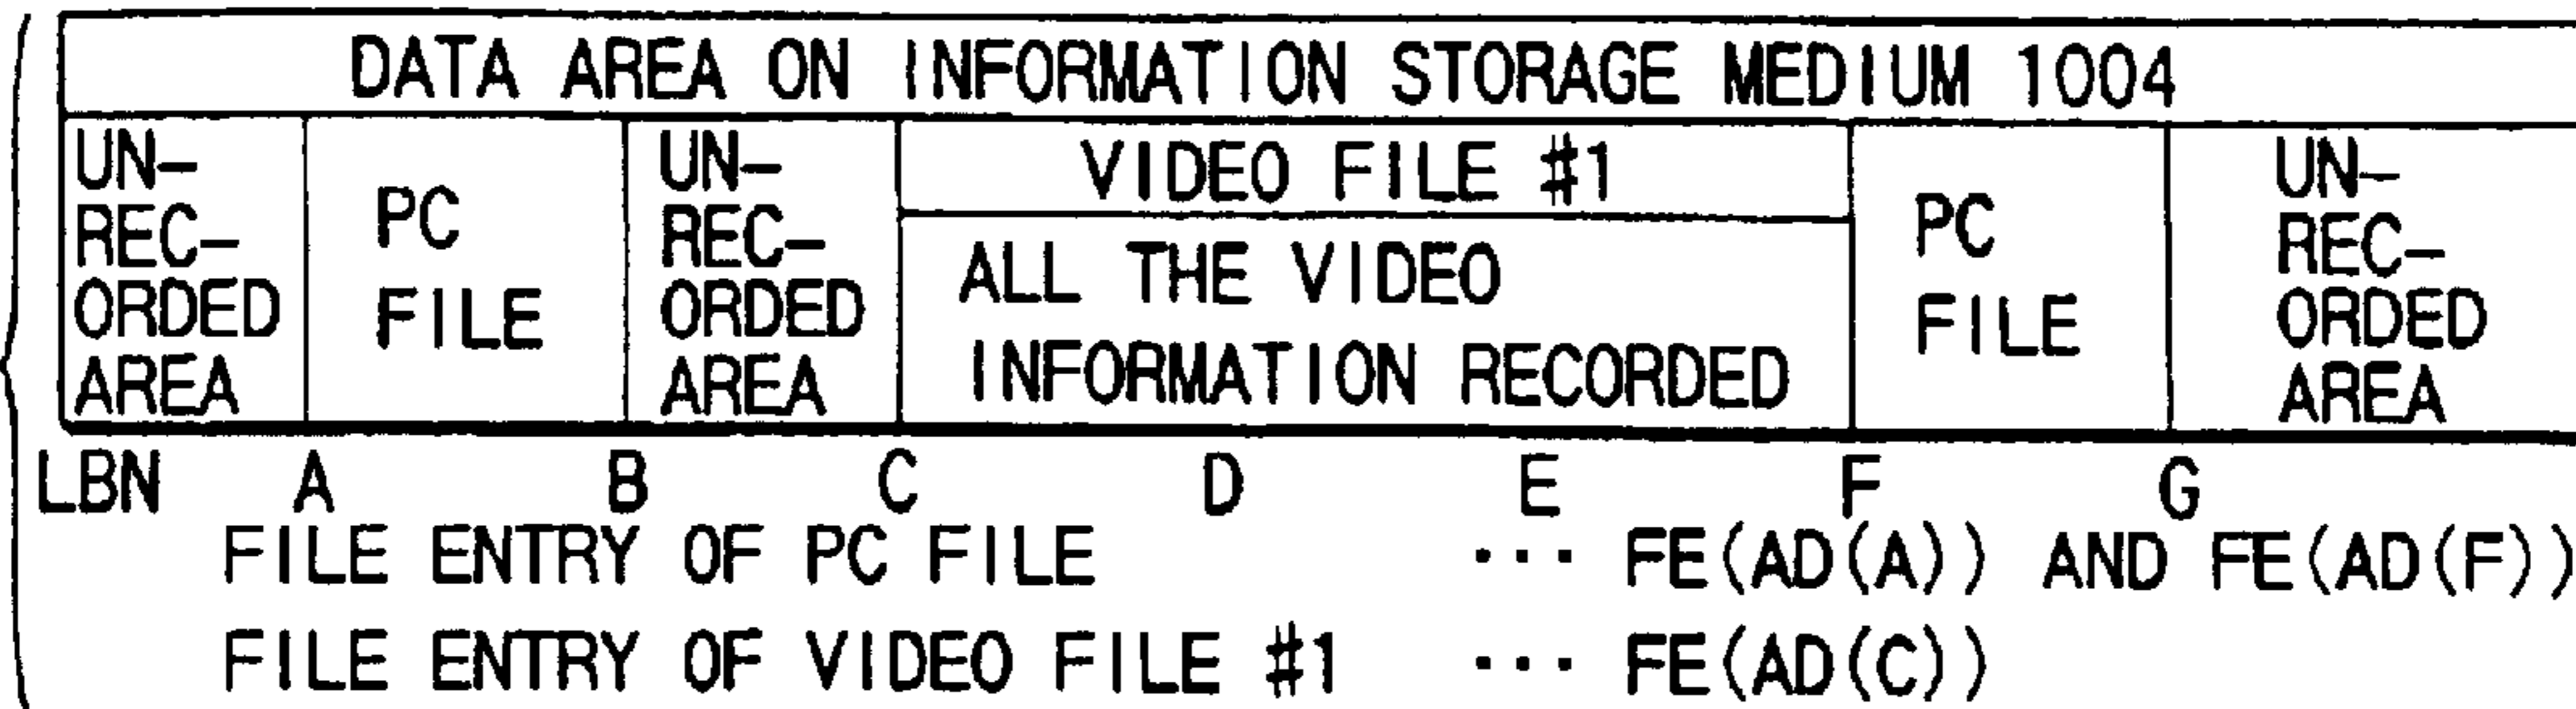 DATA AREA ON INFORMATION STORAGE MEDIUM 1004
UN-
REC-
ORDED
AREA
PC
FILE
UN-
REC-
ORDED
AREA
VIDEO FILE #1
ALL THE VIDEO
INFORMATION RECORDED
PC
FILE
UN-
REC-
ORDED
AREA
LBN A B C D E F G
FILE ENTRY OF PC FILE ··· FE(AD(A)) AND FE(AD(F))
FILE ENTRY OF VIDEO FILE #1 ··· FE(AD(C))